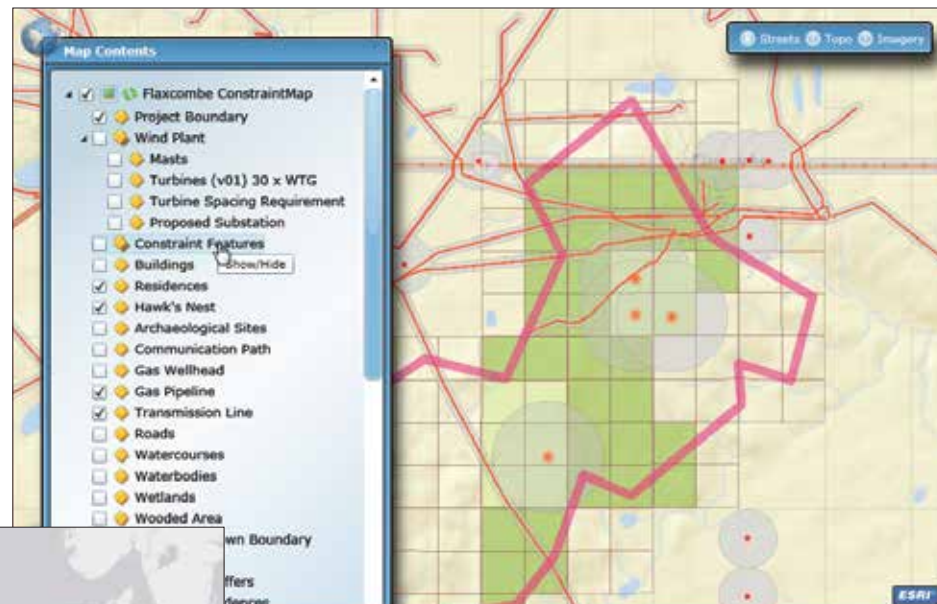 Map Contents
Streets Topo Imagery
Flaxcombe ConstraintMap
Project Boundary
Wind Plant
Masts
Turbines (v01) 30 x WTG
Turbine Spacing Requirement
Proposed Substation
Constraint Features
Show/Hide
Buildings
Residences
Hawk's Nest
Archaeological Sites
Communication Path
Gas Wellhead
Gas Pipeline
Transmission Line
Roads
Watercourses
Waterbodies
Wetlands
Wooded Area
wn Boundary
ffers
dences
ESRI